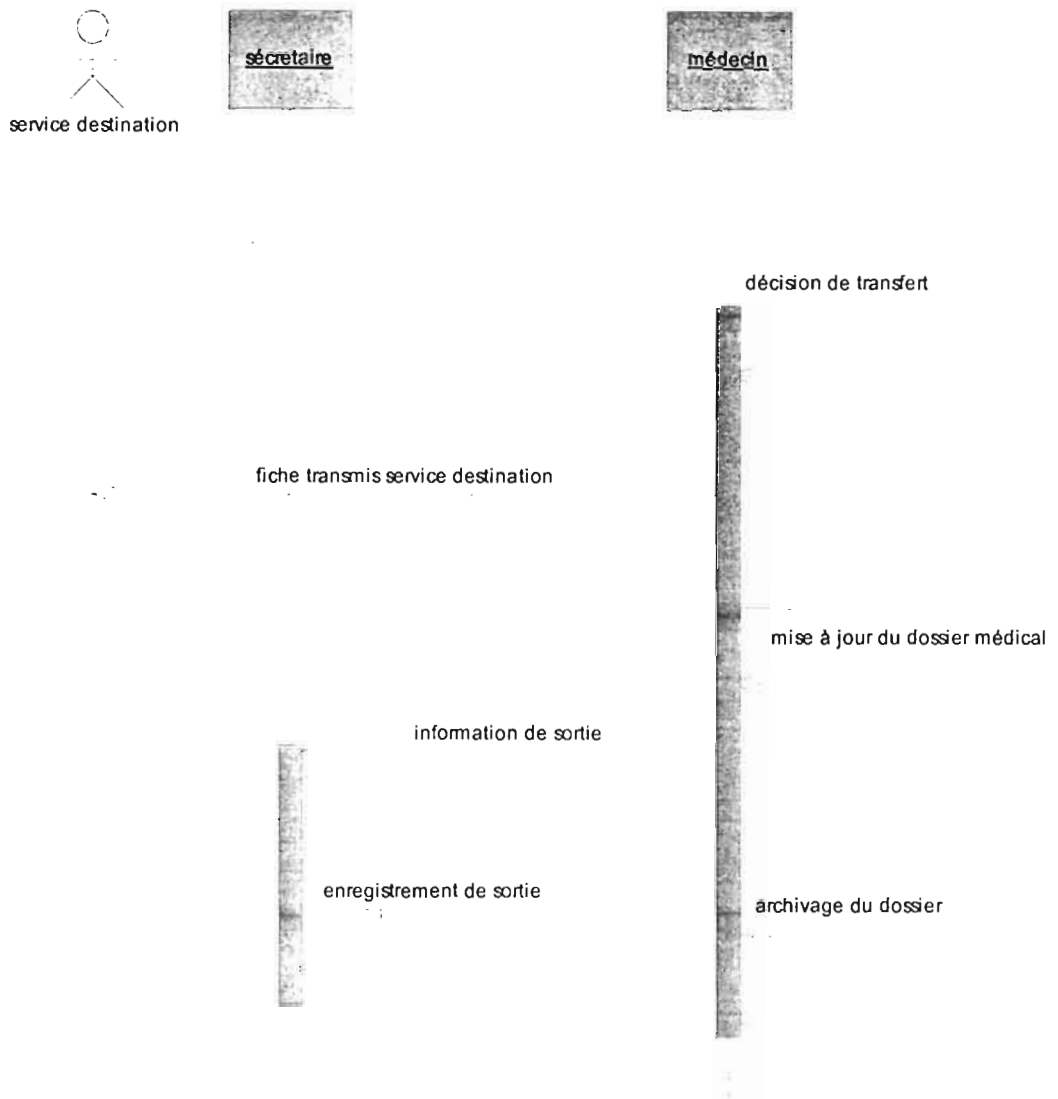 sécretaire
médecin
service destination
décision de transfert
fiche transmis service destination
mise à jour du dossier médical
information de sortie
enregistrement de sortie
archivage du dossier